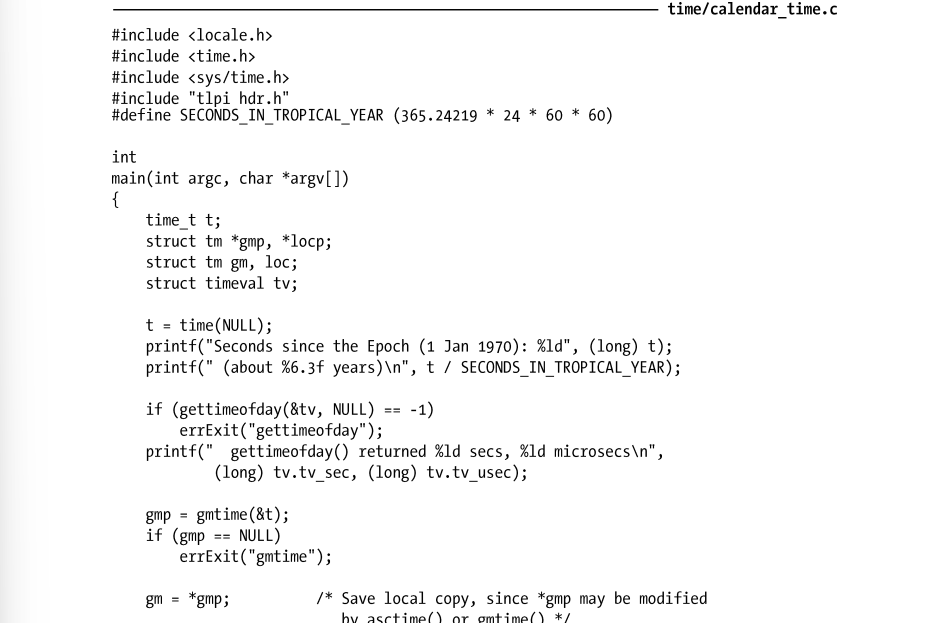 time/calendar_time.c
#include <locale.h>
#include <time.h>
#include <sys/time.h>
#include "tlpi hdr.h"
#define SECONDS_IN_TROPICAL_YEAR (365.24219 * 24 * 60 * 60)
int
main(int argc, char *argv[])
{
    time_t t;
    struct tm *gmp, *locp;
    struct tm gm, loc;
    struct timeval tv;
    t = time(NULL);
    printf("Seconds since the Epoch (1 Jan 1970): %ld", (long) t);
    printf(" (about %6.3f years)\n", t / SECONDS_IN_TROPICAL_YEAR);
    if (gettimeofday(&tv, NULL) == -1)
        errExit("gettimeofday");
    printf("  gettimeofday() returned %ld secs, %ld microsecs\n",
            (long) tv.tv_sec, (long) tv.tv_usec);
    gmp = gmtime(&t);
    if (gmp == NULL)
        errExit("gmtime");
    gm = *gmp;          /* Save local copy, since *gmp may be modified
                           by asctime() or gmtime() */